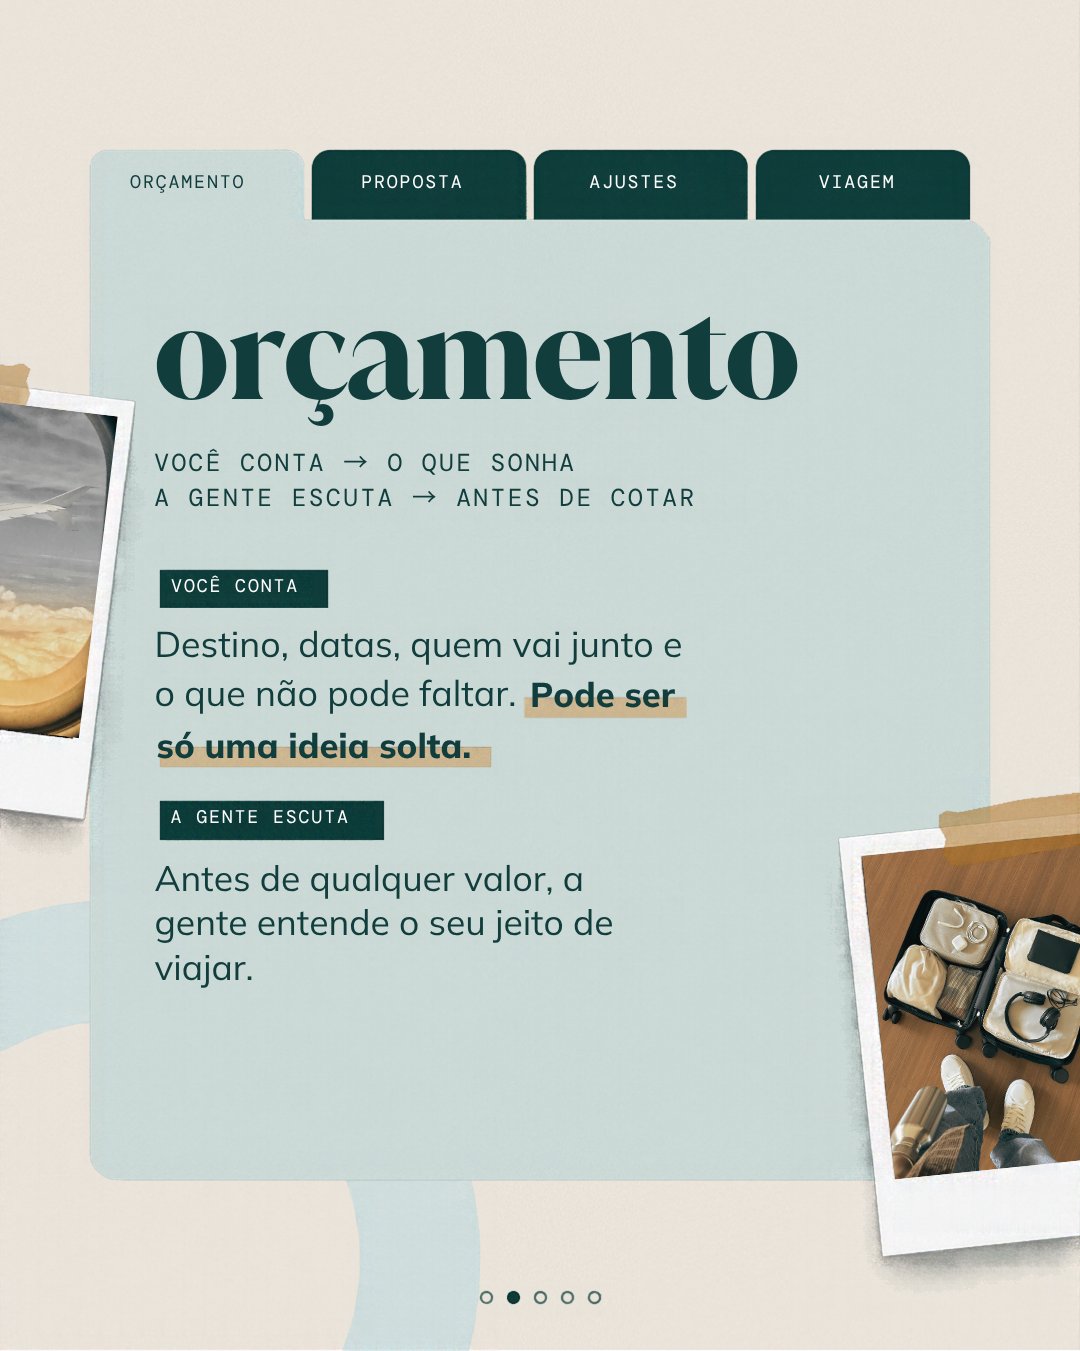 ORÇAMENTO
PROPOSTA
AJUSTES
VIAGEM
orçamento
VOCÊ CONTA → O QUE SONHA
A GENTE ESCUTA → ANTES DE COTAR
VOCÊ CONTA
Destino, datas, quem vai junto e
o que não pode faltar. Pode ser
só uma ideia solta.
A GENTE ESCUTA
Antes de qualquer valor, a
gente entende o seu jeito de
viajar.